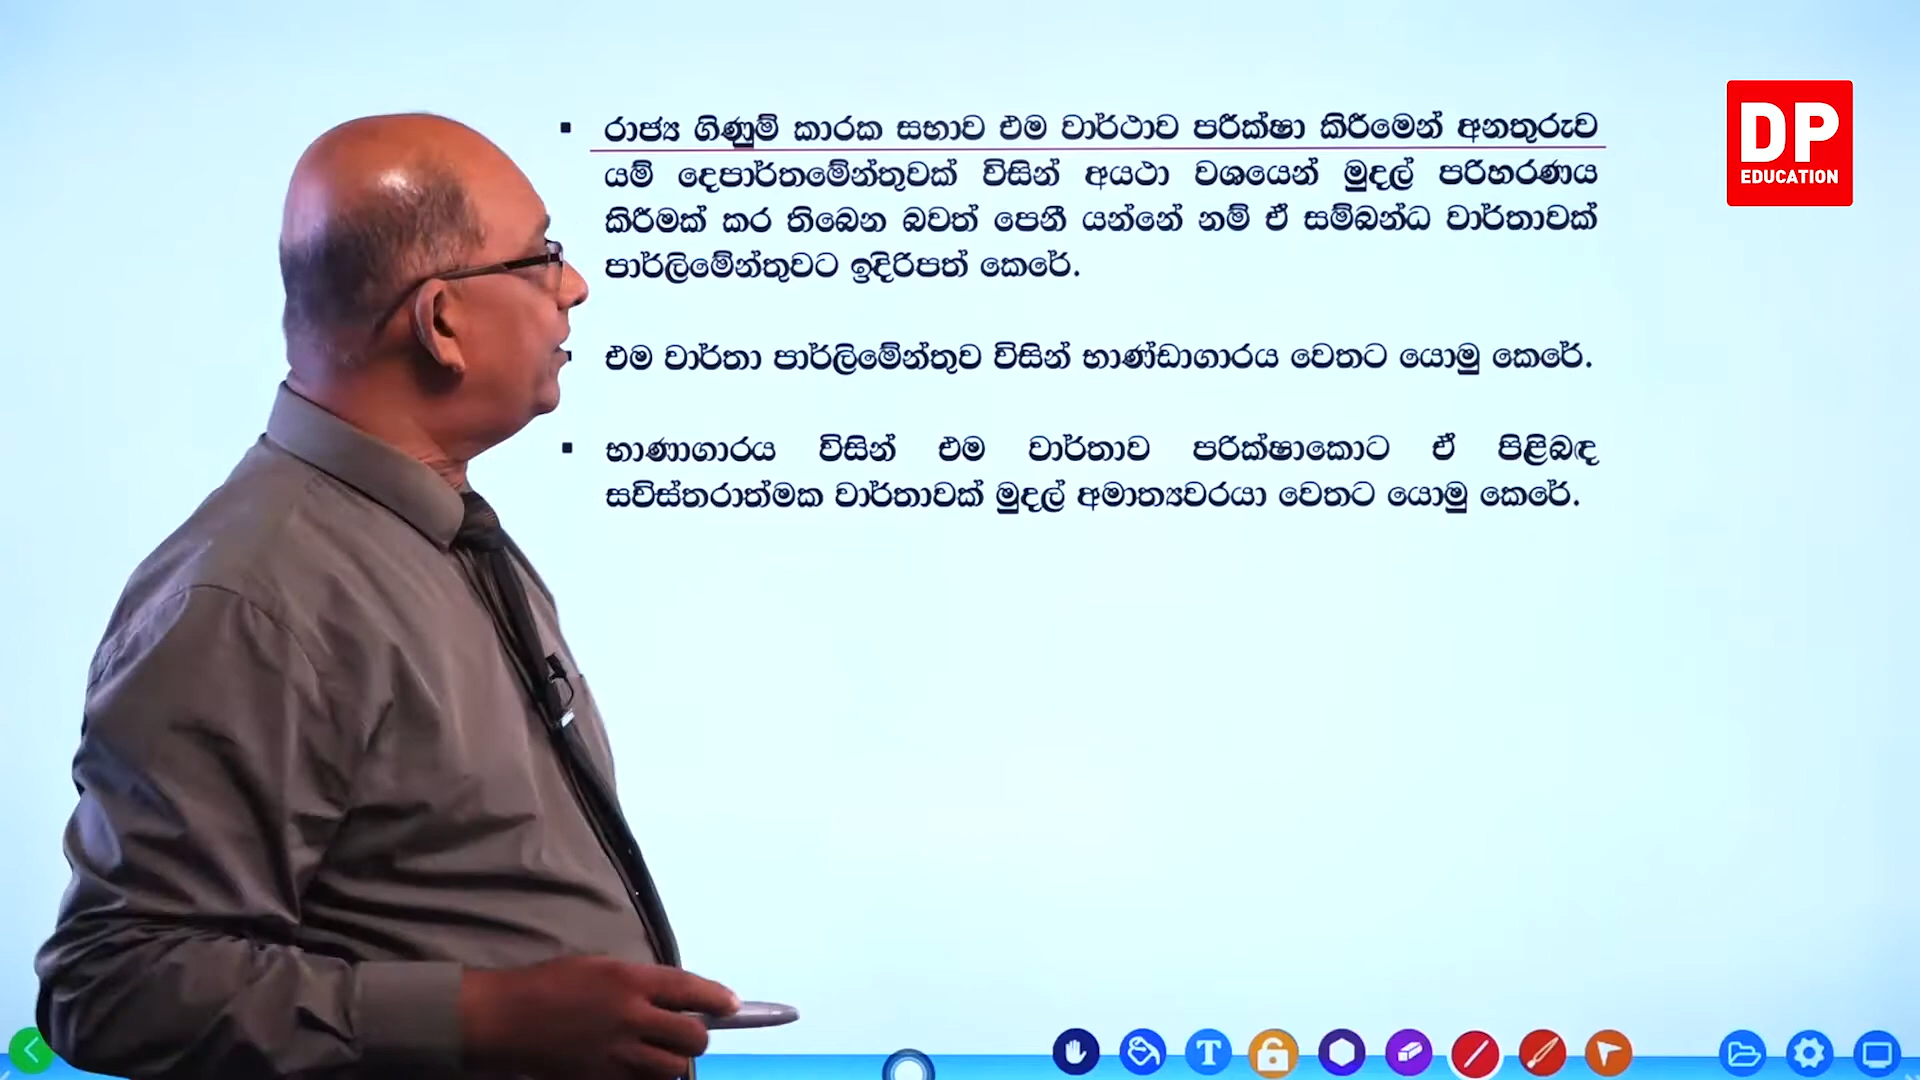 ▪ රාජ්‍ය ගිණුම් කාරක සභාව එම වාර්ථාව පරීක්ෂා කිරීමෙන් අනතුරුව
යම් දෙපාර්තමේන්තුවක් විසින් අයථා වශයෙන් මුදල් පරිහරණය
කිරීමක් කර තිබෙන බවත් පෙනී යන්නේ නම් ඒ සම්බන්ධ වාර්තාවක්
පාර්ලිමේන්තුවට ඉදිරිපත් කෙරේ.
එම වාර්තා පාර්ලිමේන්තුව විසින් භාණ්ඩාගාරය වෙතට යොමු කෙරේ.
▪ භාණාගාරය විසින් එම වාර්තාව පරික්ෂාකොට ඒ පිළිබඳ
සවිස්තරාත්මක වාර්තාවක් මුදල් අමාත්‍යවරයා වෙතට යොමු කෙරේ.
DP
EDUCATION
T